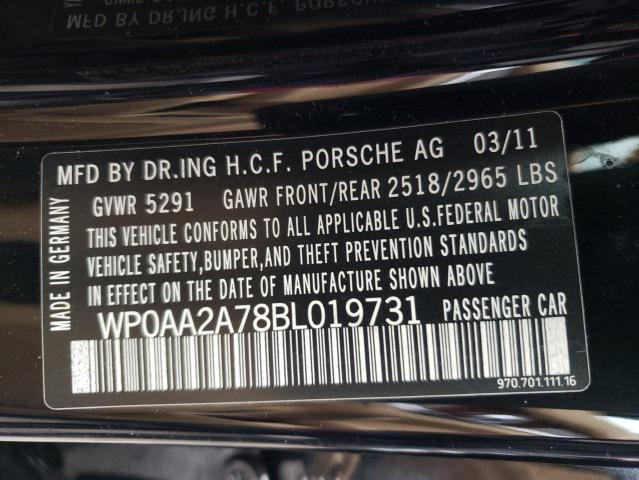 MFD BY DR.ING H.C.F. PORSCHE AG 03/11
GVWR 5291 GAWR FRONT/REAR 2518/2965 LBS
THIS VEHICLE CONFORMS TO ALL APPLICABLE U.S.FEDERAL MOTOR
VEHICLE SAFETY,BUMPER,AND THEFT PREVENTION STANDARDS
IN EFFECT ON THE DATE OF MANUFACTURE SHOWN ABOVE
WP0AA2A78BL019731 PASSENGER CAR
970.701.111.16
MADE IN GERMANY